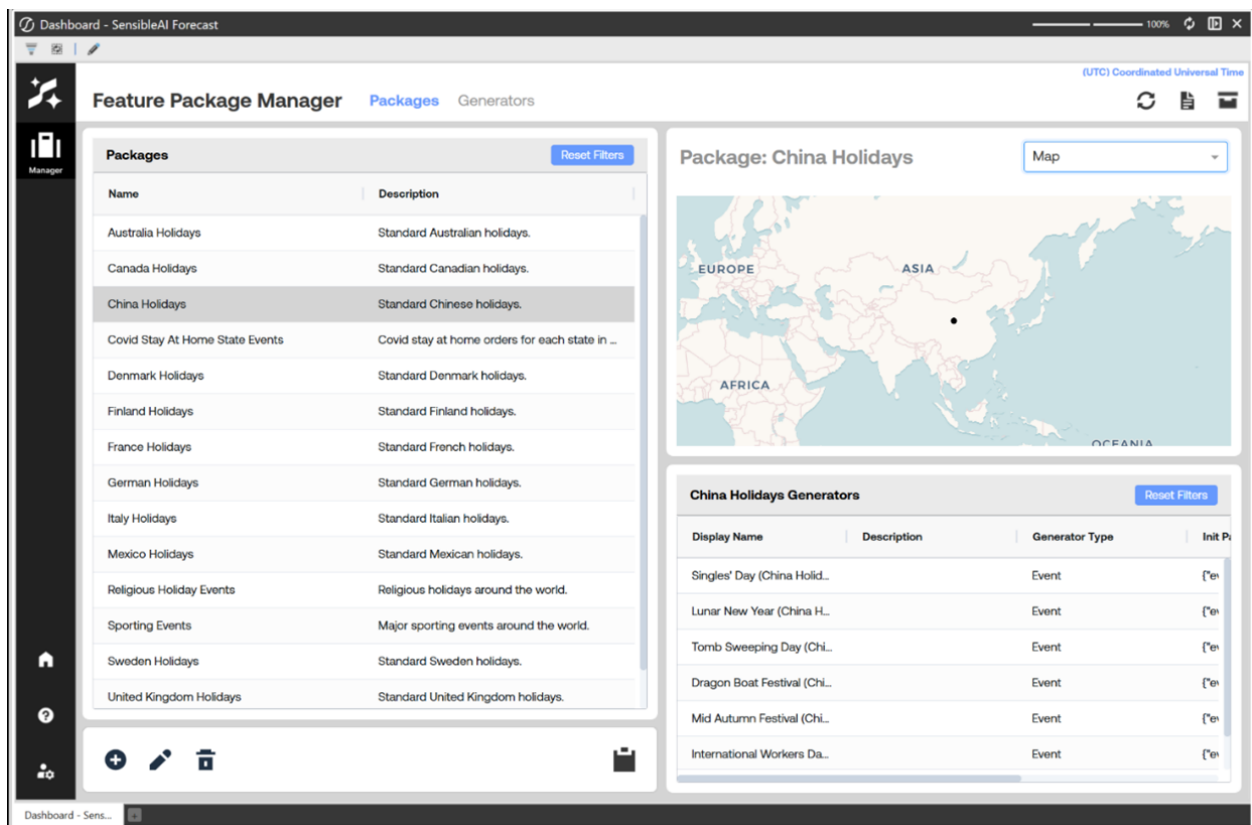 Dashboard - SensibleAI Forecast
100%
(UTC) Coordinated Universal Time
Feature Package Manager Packages Generators
Manager
Packages Reset Filters
Name Description
Australia Holidays Standard Australian holidays.
Canada Holidays Standard Canadian holidays.
China Holidays Standard Chinese holidays.
Covid Stay At Home State Events Covid stay at home orders for each state in ...
Denmark Holidays Standard Denmark holidays.
Finland Holidays Standard Finland holidays.
France Holidays Standard French holidays.
German Holidays Standard German holidays.
Italy Holidays Standard Italian holidays.
Mexico Holidays Standard Mexican holidays.
Religious Holiday Events Religious holidays around the world.
Sporting Events Major sporting events around the world.
Sweden Holidays Standard Sweden holidays.
United Kingdom Holidays Standard United Kingdom holidays.
Package: China Holidays Map
EUROPE ASIA
AFRICA
OCEANIA
China Holidays Generators Reset Filters
Display Name Description Generator Type Init Pa
Singles' Day (China Holid... Event {"ev
Lunar New Year (China H... Event {"ev
Tomb Sweeping Day (Chi... Event {"ev
Dragon Boat Festival (Chi... Event {"ev
Mid Autumn Festival (Chi... Event {"ev
International Workers Da... Event {"ev
Dashboard - Sens...